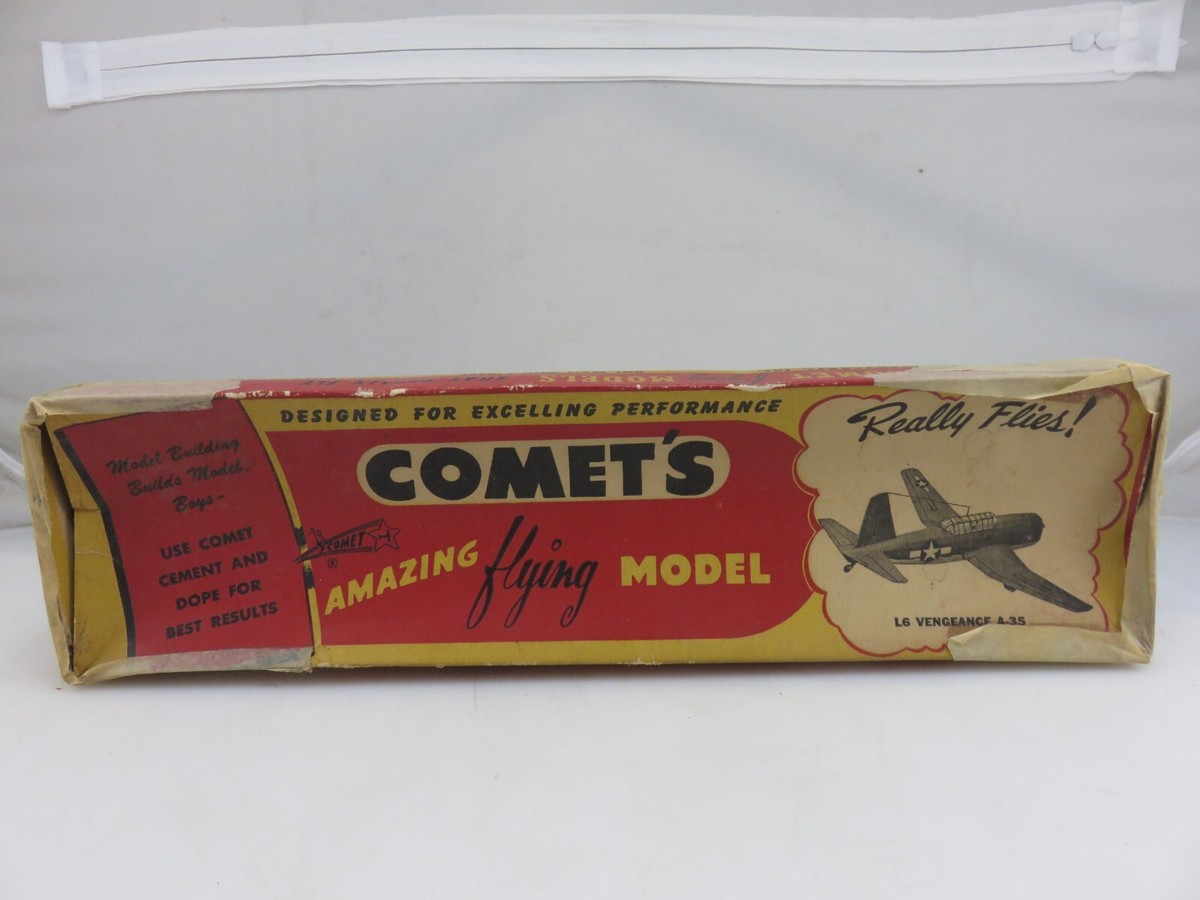 MODELS
DESIGNED FOR EXCELLING PERFORMANCE
Model Building
Builds Model
Boys-
USE COMET
CEMENT AND
DOPE FOR
BEST RESULTS
COMET'S
COMET
®
AMAZING flying MODEL
Really Flies!
L6 VENGEANCE A-35